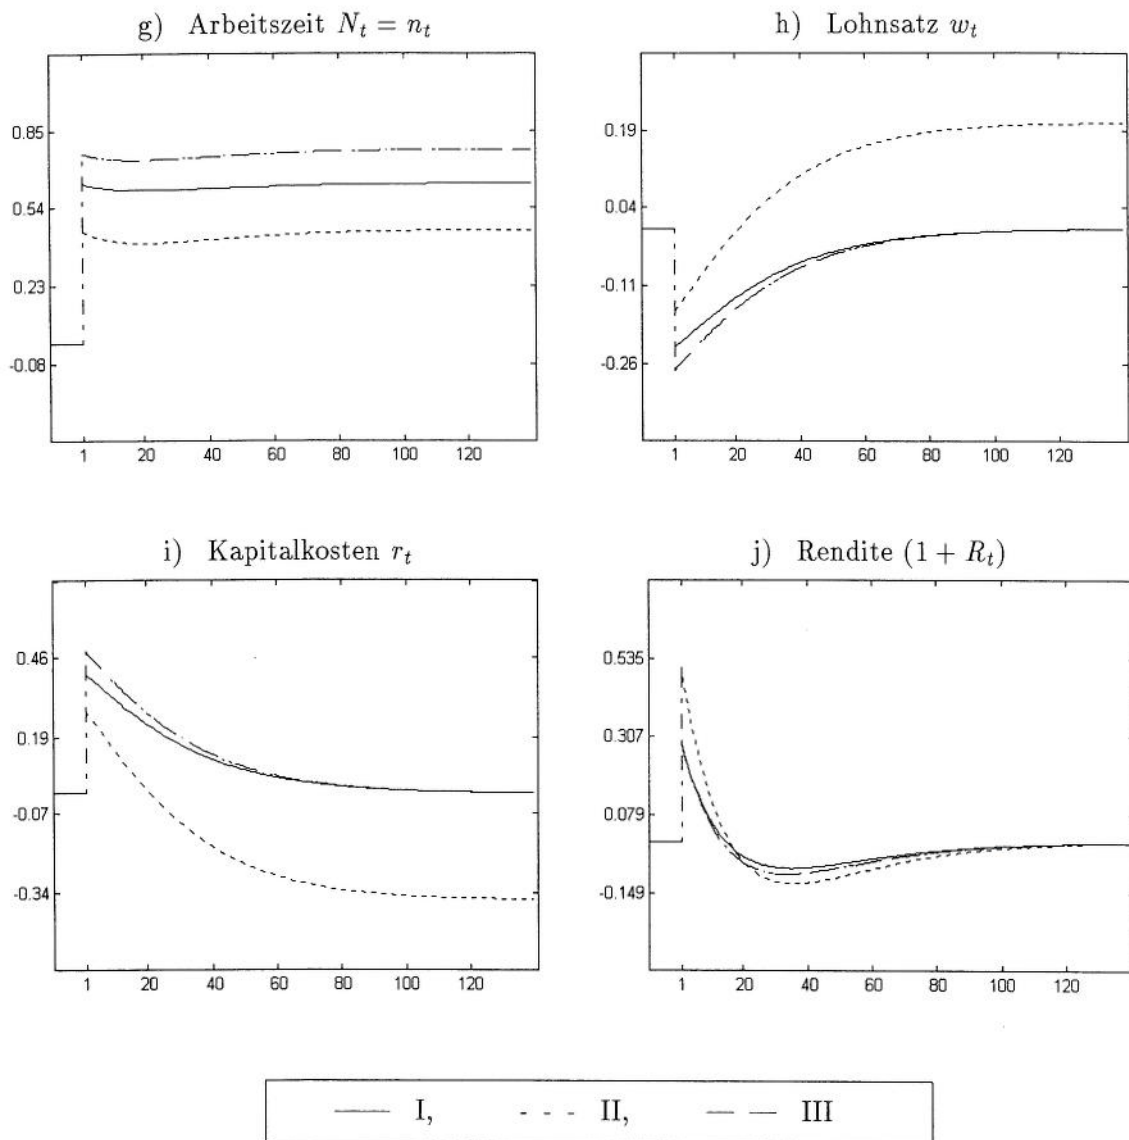 g) Arbeitszeit N_t = n_t
0.85
0.54
0.23
-0.08
1 20 40 60 80 100 120
h) Lohnsatz w_t
0.19
0.04
-0.11
-0.26
1 20 40 60 80 100 120
i) Kapitalkosten r_t
0.46
0.19
-0.07
-0.34
1 20 40 60 80 100 120
j) Rendite (1 + R_t)
0.535
0.307
0.079
-0.149
1 20 40 60 80 100 120
I, II, III